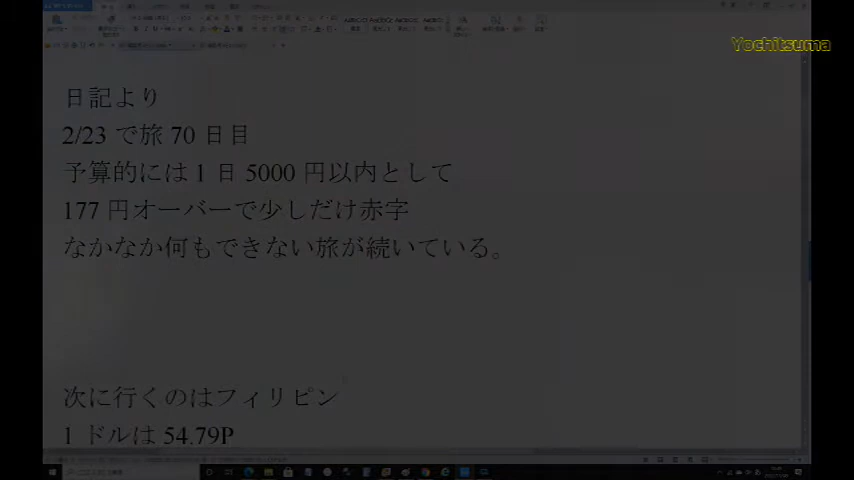 Yochitsuma
日記より
2/23 で旅 70 日目
予算的には 1 日 5000 円以内として
177 円オーバーで少しだけ赤字
なかなか何もできない旅が続いている。
次に行くのはフィリピン
1 ドルは 54.79P